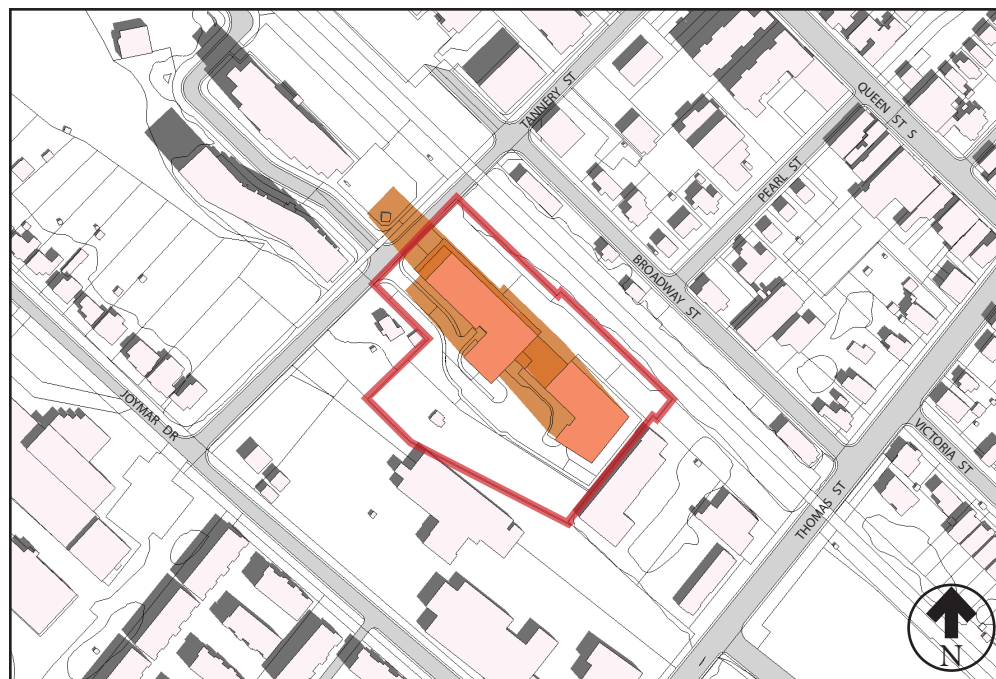 TANNERY ST
QUEEN ST S
PEARL ST
BROADWAY ST
JOYMAR DR
VICTORIA ST
THOMAS ST
N